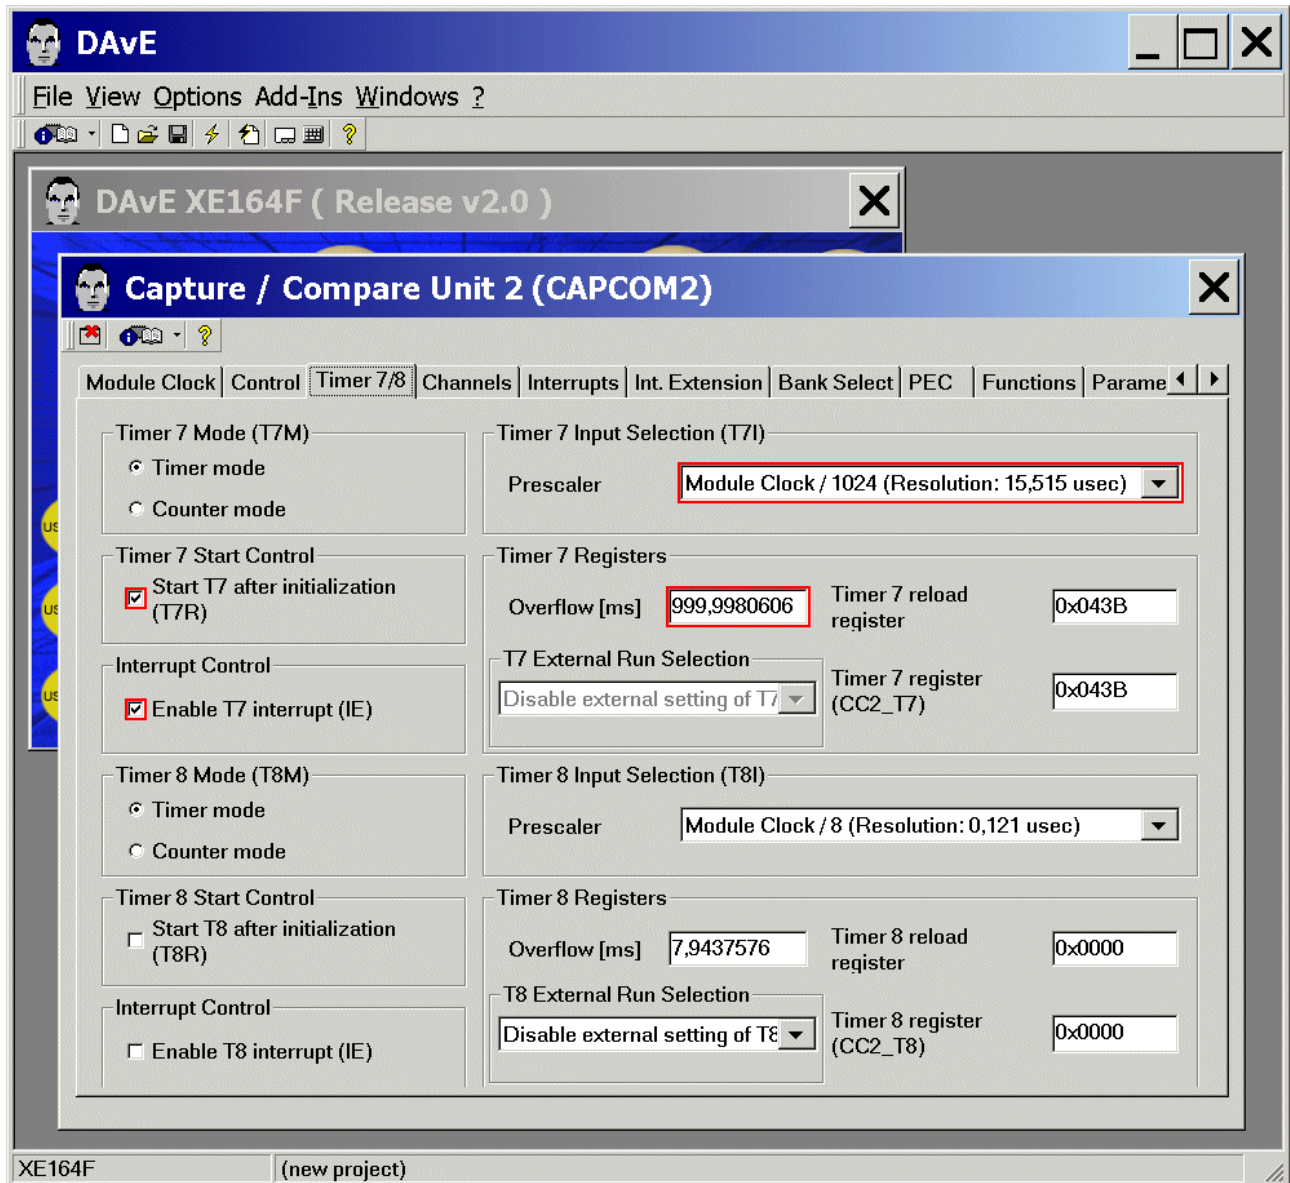 DAvE
File View Options Add-Ins Windows ?
DAvE XE164F ( Release v2.0 )
Capture / Compare Unit 2 (CAPCOM2)
Module Clock Control Timer 7/8 Channels Interrupts Int. Extension Bank Select PEC Functions Parame
Timer 7 Mode (T7M)
Timer mode
Counter mode
Timer 7 Input Selection (T7I)
Prescaler Module Clock / 1024 (Resolution: 15,515 usec)
Timer 7 Start Control
Start T7 after initialization
(T7R)
Timer 7 Registers
Overflow [ms] 999,9980606
Timer 7 reload
register
0x043B
Interrupt Control
Enable T7 interrupt (IE)
T7 External Run Selection
Disable external setting of T7
Timer 7 register
(CC2_T7)
0x043B
Timer 8 Mode (T8M)
Timer mode
Counter mode
Timer 8 Input Selection (T8I)
Prescaler Module Clock / 8 (Resolution: 0,121 usec)
Timer 8 Start Control
Start T8 after initialization
(T8R)
Timer 8 Registers
Overflow [ms] 7,9437576
Timer 8 reload
register
0x0000
Interrupt Control
Enable T8 interrupt (IE)
T8 External Run Selection
Disable external setting of T8
Timer 8 register
(CC2_T8)
0x0000
US
US
US
XE164F (new project)